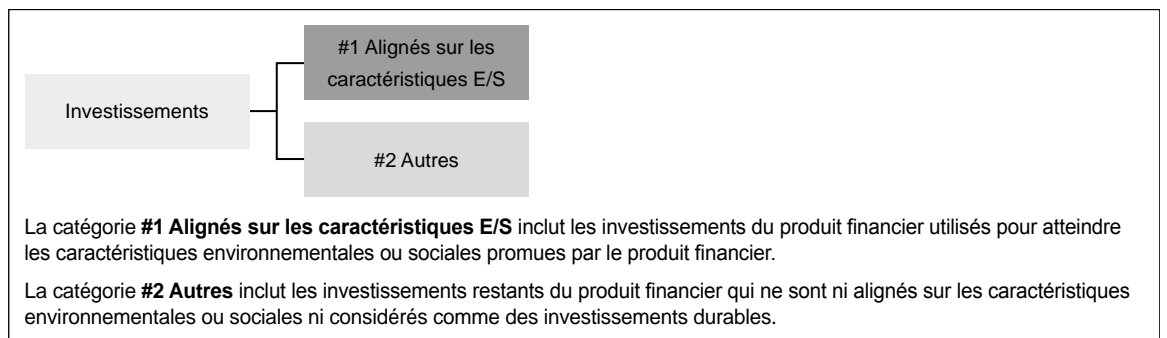 #1 Alignés sur les
caractéristiques E/S
Investissements
#2 Autres
La catégorie #1 Alignés sur les caractéristiques E/S inclut les investissements du produit financier utilisés pour atteindre
les caractéristiques environnementales ou sociales promues par le produit financier.
La catégorie #2 Autres inclut les investissements restants du produit financier qui ne sont ni alignés sur les caractéristiques
environnementales ou sociales ni considérés comme des investissements durables.